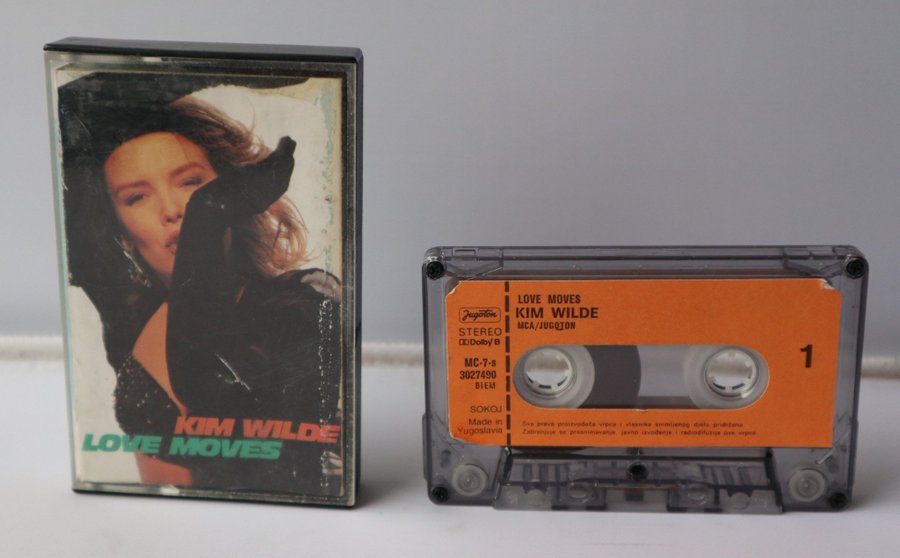 KIM WILDE
LOVE MOVES
Jugoton
STEREO
Dolby B
MC-7-s
3027490
BIEM
SOKOJ
Made in
Yugoslavia
LOVE MOVES
KIM WILDE
MCA/JUGOTON
1
Sva prava proizvođača vrpce i vlasnika snimljenog djela pridržana
Zabranjuje se presnimavanje, javno izvođenje i radiodifuzija ove vrpce